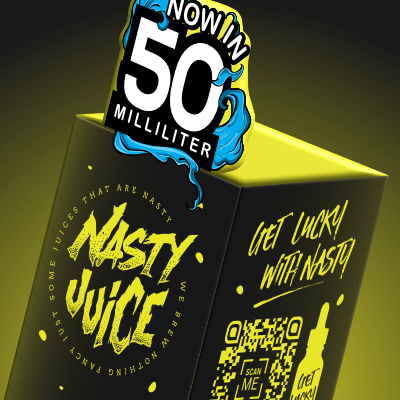 NOW IN
50
MILLILITER
SOME JUICES THAT ARE NASTY
WE BREW NOTHING FANCY JUST
NASTY
JUICE
GET LUCKY
WITH NASTY!
SCAN
ME
GET
LUCKY